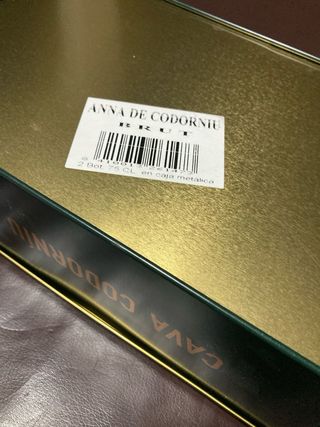 ANNA DE CODORNIU
BRUT
2 Bot. 75 CL. en caja metálica
CAVA CODORNIU